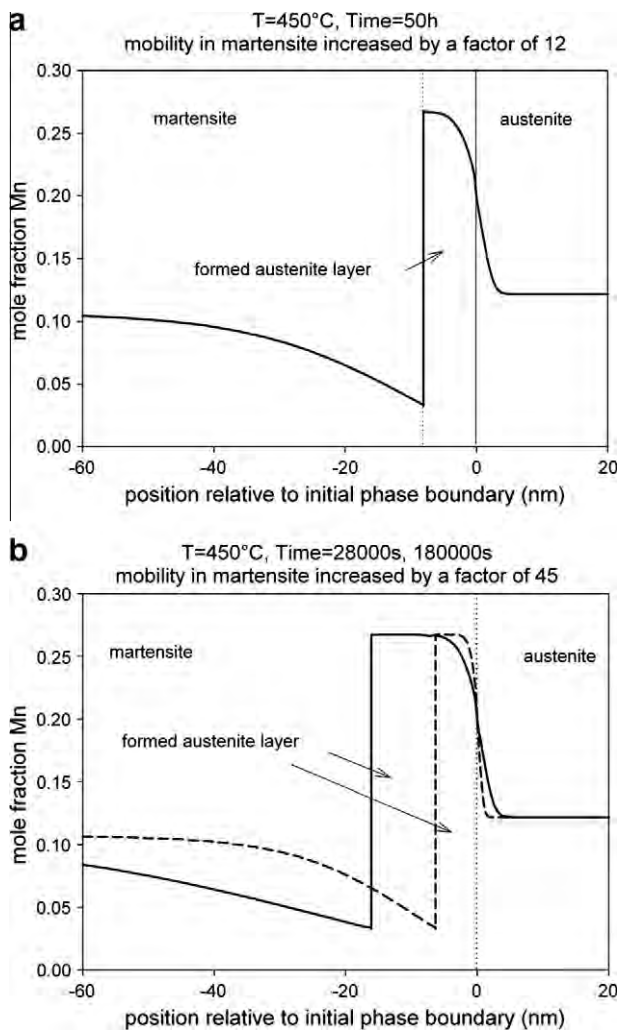 a
T=450°C, Time=50h
mobility in martensite increased by a factor of 12
0.30
martensite
austenite
0.25
0.20
formed austenite layer
0.15
0.10
0.05
0.00
mole fraction Mn
-60
-40
-20
0
20
position relative to initial phase boundary (nm)
b
T=450°C, Time=28000s, 180000s
mobility in martensite increased by a factor of 45
0.30
martensite
austenite
0.25
0.20
formed austenite layer
0.15
0.10
0.05
0.00
mole fraction Mn
-60
-40
-20
0
20
position relative to initial phase boundary (nm)